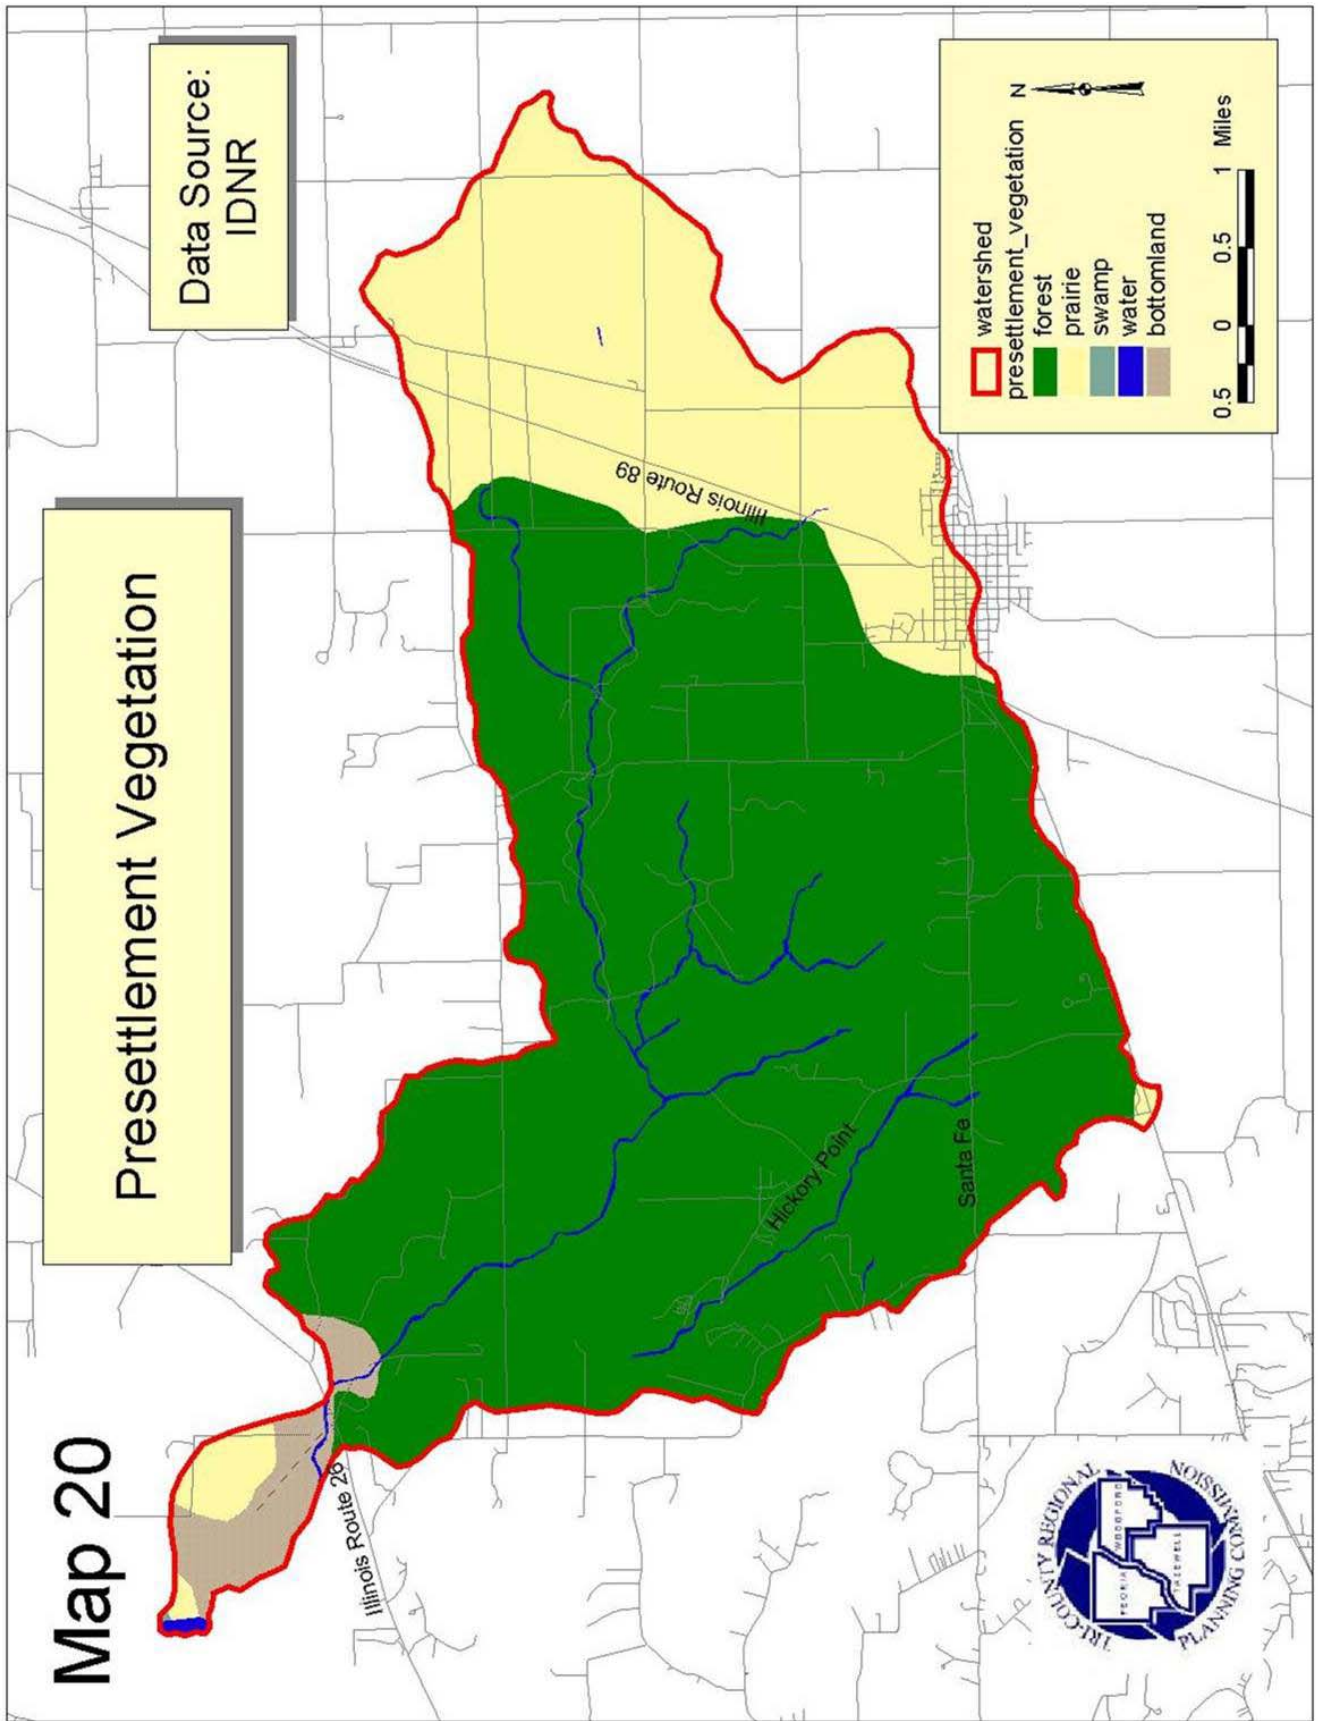 Map 20
Presettlement Vegetation
Data Source:
IDNR
Illinois Route 26
Illinois Route 89
Hickory Point
Santa Fe
watershed
presettlement_vegetation
forest
prairie
swamp
water
bottomland
N
0.5 0 0.5 1 Miles
TRI-COUNTY REGIONAL
PLANNING COMMISSION
PEORIA
WOODFORD
TAZEWELL